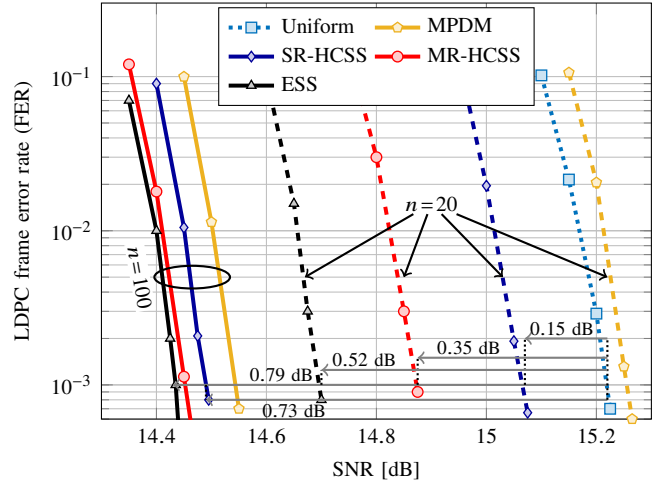 Uniform
MPDM
SR-HCSS
MR-HCSS
ESS
10⁻¹
10⁻²
10⁻³
LDPC frame error rate (FER)
n = 100
n = 20
0.15 dB
0.35 dB
0.52 dB
0.79 dB
0.73 dB
14.4
14.6
14.8
15
15.2
SNR [dB]